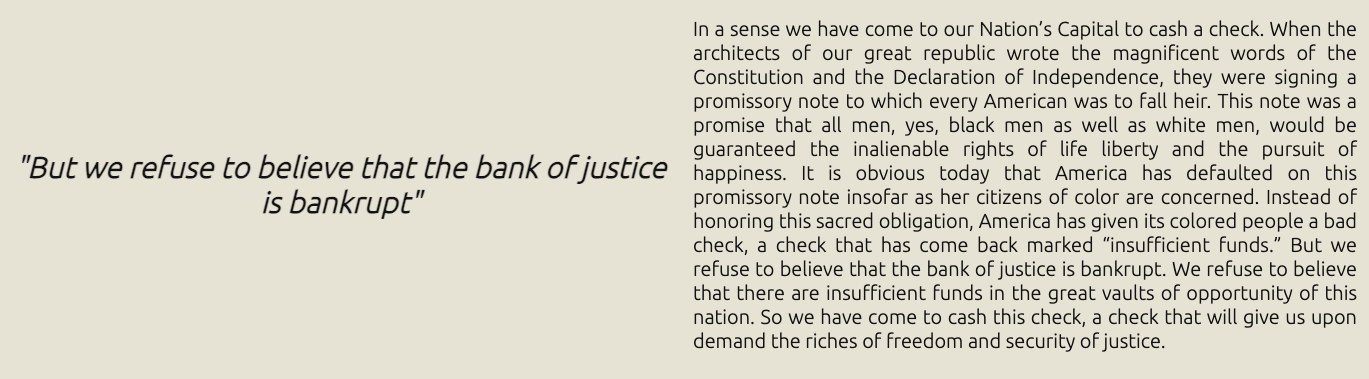 "But we refuse to believe that the bank of justice
is bankrupt"
In a sense we have come to our Nation’s Capital to cash a check. When the
architects of our great republic wrote the magnificent words of the
Constitution and the Declaration of Independence, they were signing a
promissory note to which every American was to fall heir. This note was a
promise that all men, yes, black men as well as white men, would be
guaranteed the inalienable rights of life liberty and the pursuit of
happiness. It is obvious today that America has defaulted on this
promissory note insofar as her citizens of color are concerned. Instead of
honoring this sacred obligation, America has given its colored people a bad
check, a check that has come back marked “insufficient funds.” But we
refuse to believe that the bank of justice is bankrupt. We refuse to believe
that there are insufficient funds in the great vaults of opportunity of this
nation. So we have come to cash this check, a check that will give us upon
demand the riches of freedom and security of justice.